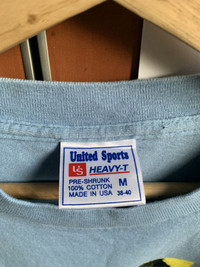 United Sports
US HEAVY-T
PRE-SHRUNK
100% COTTON M
MADE IN USA 38-40